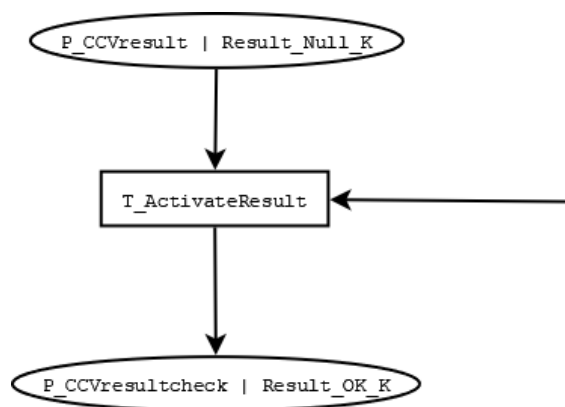 P_CCVresult | Result_Null_K
T_ActivateResult
P_CCVresultcheck | Result_OK_K